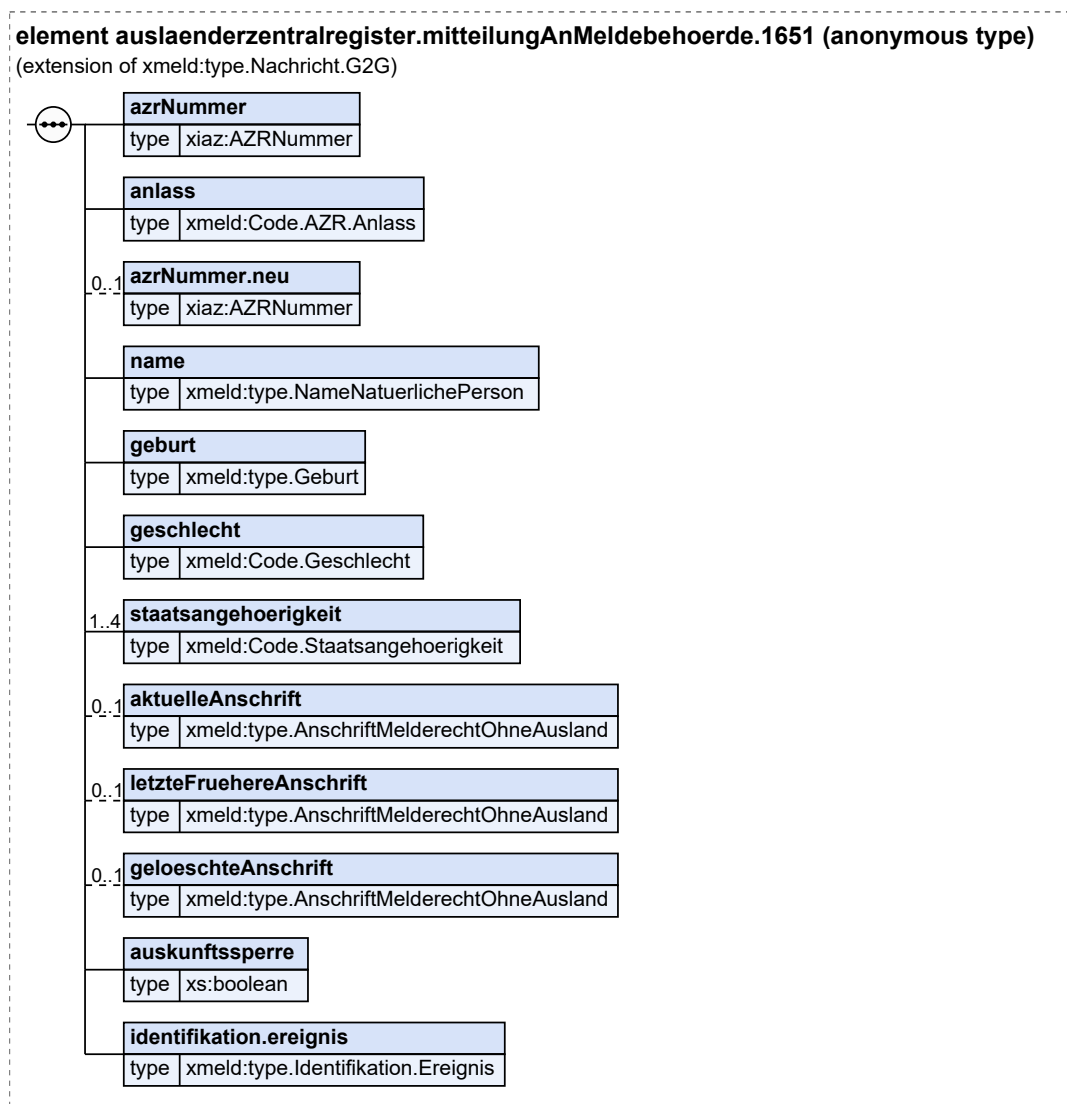 element auslaenderzentralregister.mitteilungAnMeldebehoerde.1651 (anonymous type)
(extension of xmeld:type.Nachricht.G2G)
azrNummer
type xiaz:AZRNummer
anlass
type xmeld:Code.AZR.Anlass
0..1 azrNummer.neu
type xiaz:AZRNummer
name
type xmeld:type.NameNatuerlichePerson
geburt
type xmeld:type.Geburt
geschlecht
type xmeld:Code.Geschlecht
1..4 staatsangehoerigkeit
type xmeld:Code.Staatsangehoerigkeit
0..1 aktuelleAnschrift
type xmeld:type.AnschriftMelderechtOhneAusland
0..1 letzteFruehereAnschrift
type xmeld:type.AnschriftMelderechtOhneAusland
0..1 geloeschteAnschrift
type xmeld:type.AnschriftMelderechtOhneAusland
auskunftssperre
type xs:boolean
identifikation.ereignis
type xmeld:type.Identifikation.Ereignis